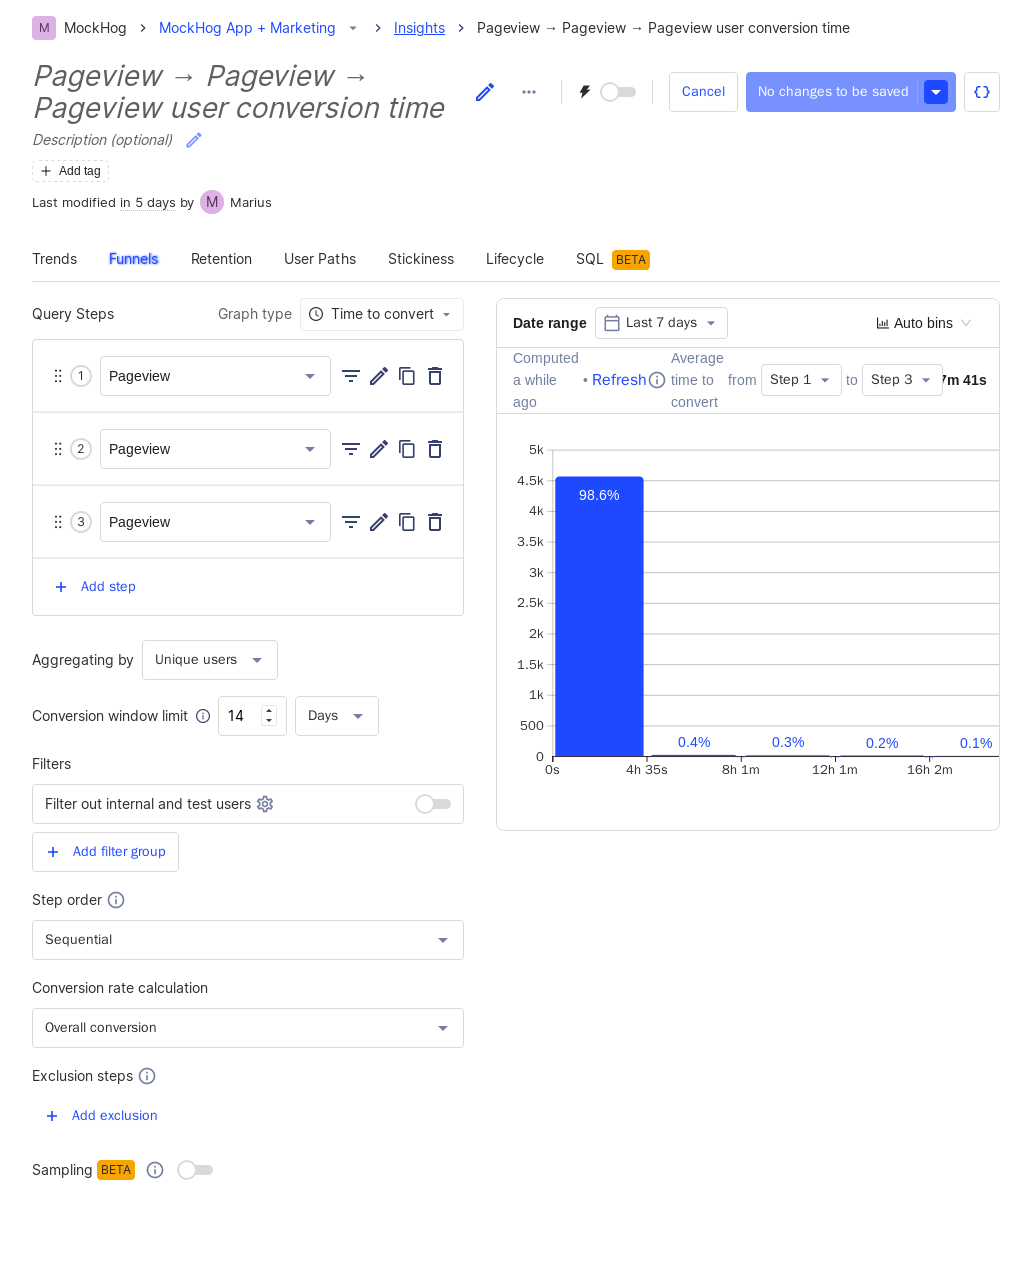 M MockHog > MockHog App + Marketing > Insights > Pageview → Pageview → Pageview user conversion time
Pageview → Pageview →
Pageview user conversion time
Cancel
No changes to be saved
Description (optional)
Add tag
Last modified in 5 days by M Marius
Trends Funnels Retention User Paths Stickiness Lifecycle SQL BETA
Query Steps
Graph type Time to convert
1 Pageview
2 Pageview
3 Pageview
Add step
Aggregating by Unique users
Conversion window limit 14 Days
Filters
Filter out internal and test users
Add filter group
Step order
Sequential
Conversion rate calculation
Overall conversion
Exclusion steps
Add exclusion
Sampling BETA
Date range Last 7 days Auto bins
Computed
a while
ago
• Refresh
Average
time to
convert
from Step 1 to Step 3 7m 41s
5k
4.5k
4k
3.5k
3k
2.5k
2k
1.5k
1k
500
0
98.6% 0.4% 0.3% 0.2% 0.1%
0s 4h 35s 8h 1m 12h 1m 16h 2m